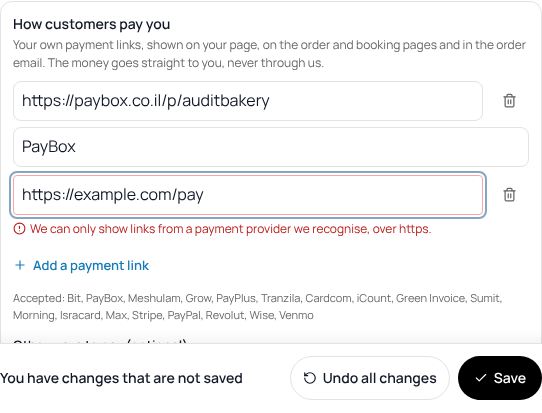 How customers pay you
Your own payment links, shown on your page, on the order and booking pages and in the order
email. The money goes straight to you, never through us.
https://paybox.co.il/p/auditbakery
PayBox
https://example.com/pay
We can only show links from a payment provider we recognise, over https.
+ Add a payment link
Accepted: Bit, PayBox, Meshulam, Grow, PayPlus, Tranzila, Cardcom, iCount, Green Invoice, Sumit,
Morning, Isracard, Max, Stripe, PayPal, Revolut, Wise, Venmo
You have changes that are not saved
Undo all changes
Save